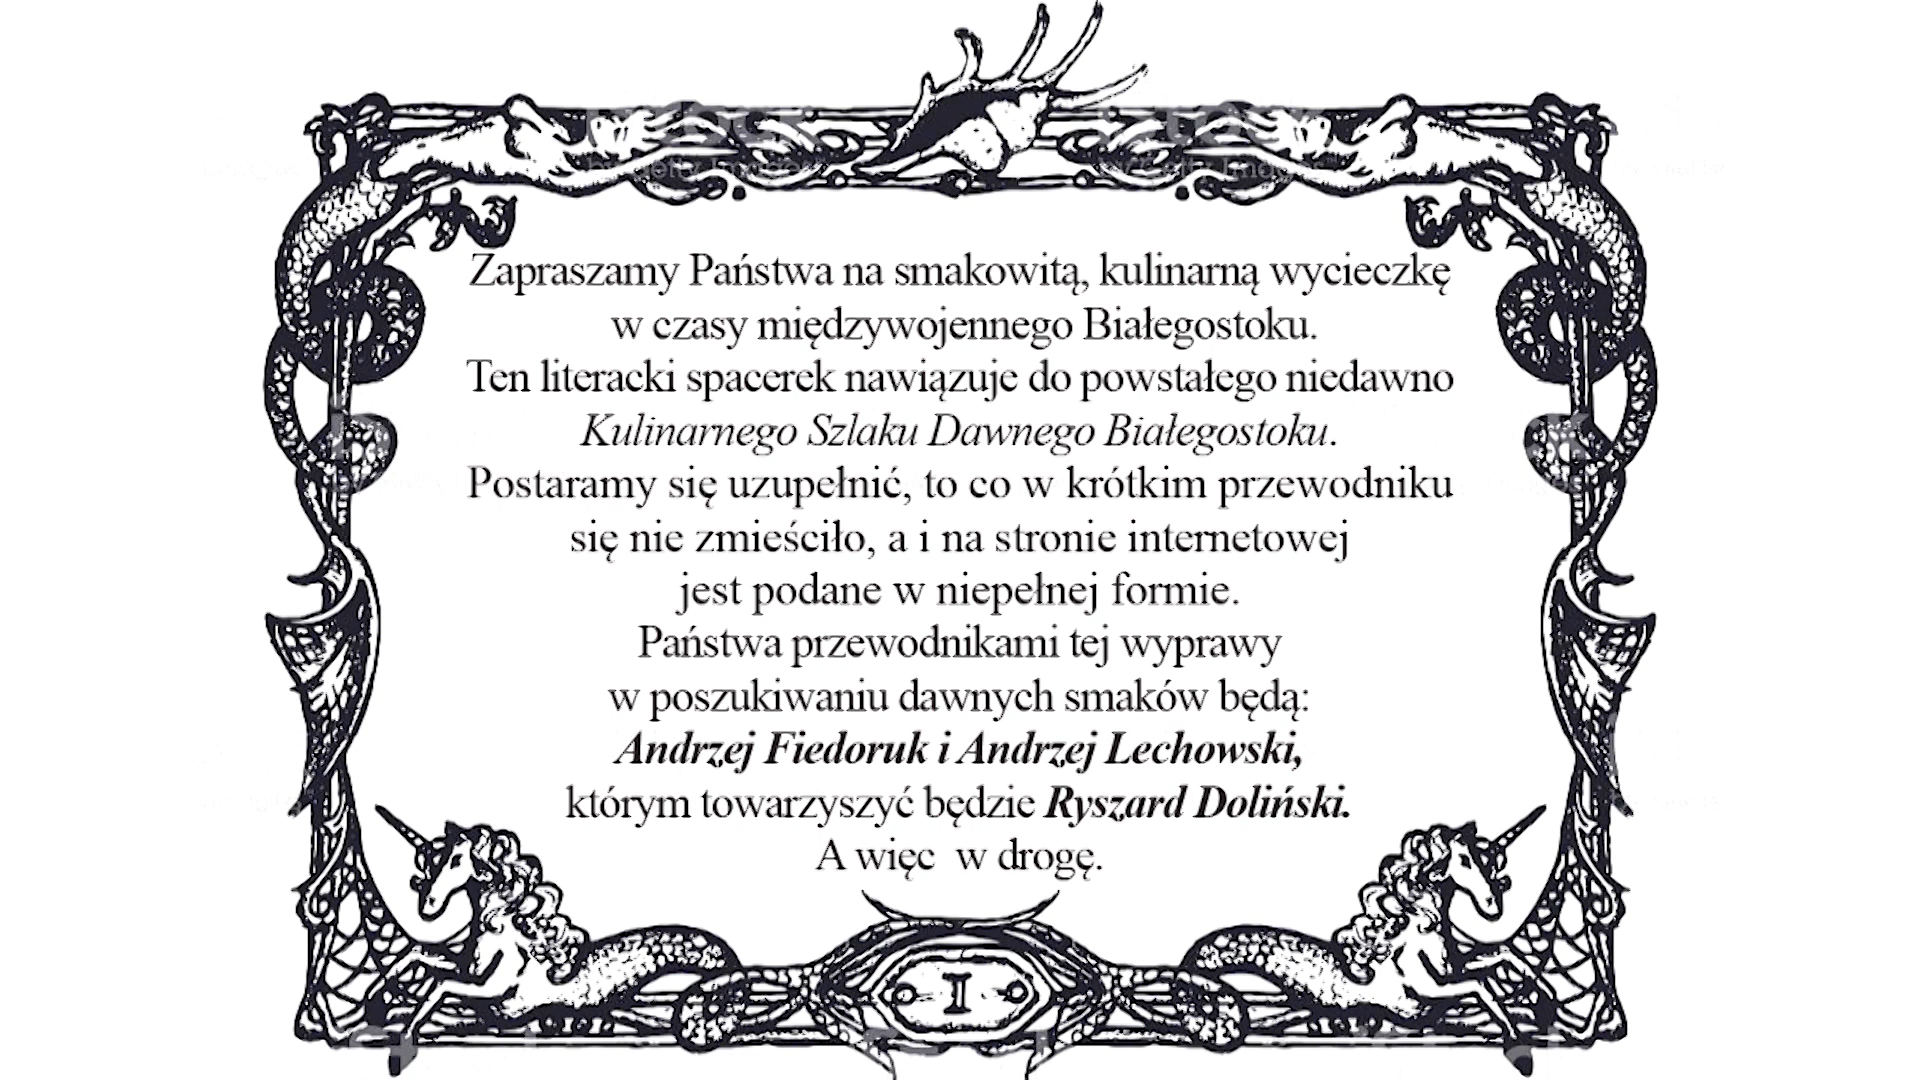 Zapraszamy Państwa na smakowitą, kulinarną wycieczkę
w czasy międzywojennego Białegostoku.
Ten literacki spacerek nawiązuje do powstałego niedawno
Kulinarnego Szlaku Dawnego Białegostoku.
Postaramy się uzupełnić, to co w krótkim przewodniku
się nie zmieściło, a i na stronie internetowej
jest podane w niepełnej formie.
Państwa przewodnikami tej wyprawy
w poszukiwaniu dawnych smaków będą:
Andrzej Fiedoruk i Andrzej Lechowski,
którym towarzyszyć będzie Ryszard Doliński.
A więc w drogę.
I